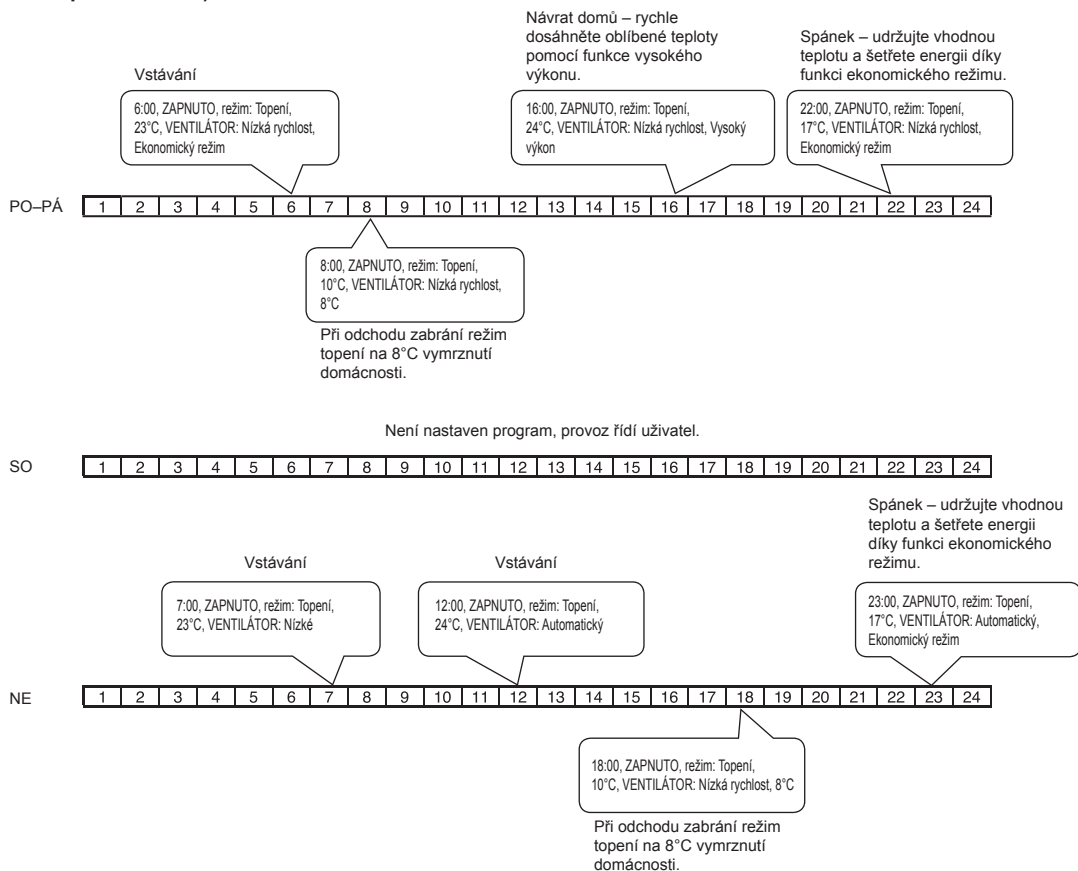 Návrat domů – rychle
dosáhněte oblíbené teploty
pomocí funkce vysokého
výkonu.
Spánek – udržujte vhodnou
teplotu a šetřete energii díky
funkci ekonomického režimu.
Vstávání
6:00, ZAPNUTO, režim: Topení,
23°C, VENTILÁTOR: Nízká rychlost,
Ekonomický režim
16:00, ZAPNUTO, režim: Topení,
24°C, VENTILÁTOR: Nízká rychlost, Vysoký
výkon
22:00, ZAPNUTO, režim: Topení,
17°C, VENTILÁTOR: Nízká rychlost,
Ekonomický režim
PO–PÁ 1 2 3 4 5 6 7 8 9 10 11 12 13 14 15 16 17 18 19 20 21 22 23 24
8:00, ZAPNUTO, režim: Topení,
10°C, VENTILÁTOR: Nízká rychlost,
8°C
Při odchodu zabrání režim
topení na 8°C vymrznutí
domácnosti.
Není nastaven program, provoz řídí uživatel.
SO 1 2 3 4 5 6 7 8 9 10 11 12 13 14 15 16 17 18 19 20 21 22 23 24
Spánek – udržujte vhodnou
teplotu a šetřete energii
díky funkci ekonomického
režimu.
Vstávání
Vstávání
7:00, ZAPNUTO, režim: Topení,
23°C, VENTILÁTOR: Nízké
12:00, ZAPNUTO, režim: Topení,
24°C, VENTILÁTOR: Automatický
23:00, ZAPNUTO, režim: Topení,
17°C, VENTILÁTOR: Automatický,
Ekonomický režim
NE 1 2 3 4 5 6 7 8 9 10 11 12 13 14 15 16 17 18 19 20 21 22 23 24
18:00, ZAPNUTO, režim: Topení,
10°C, VENTILÁTOR: Nízká rychlost, 8°C
Při odchodu zabrání režim
topení na 8°C vymrznutí
domácnosti.